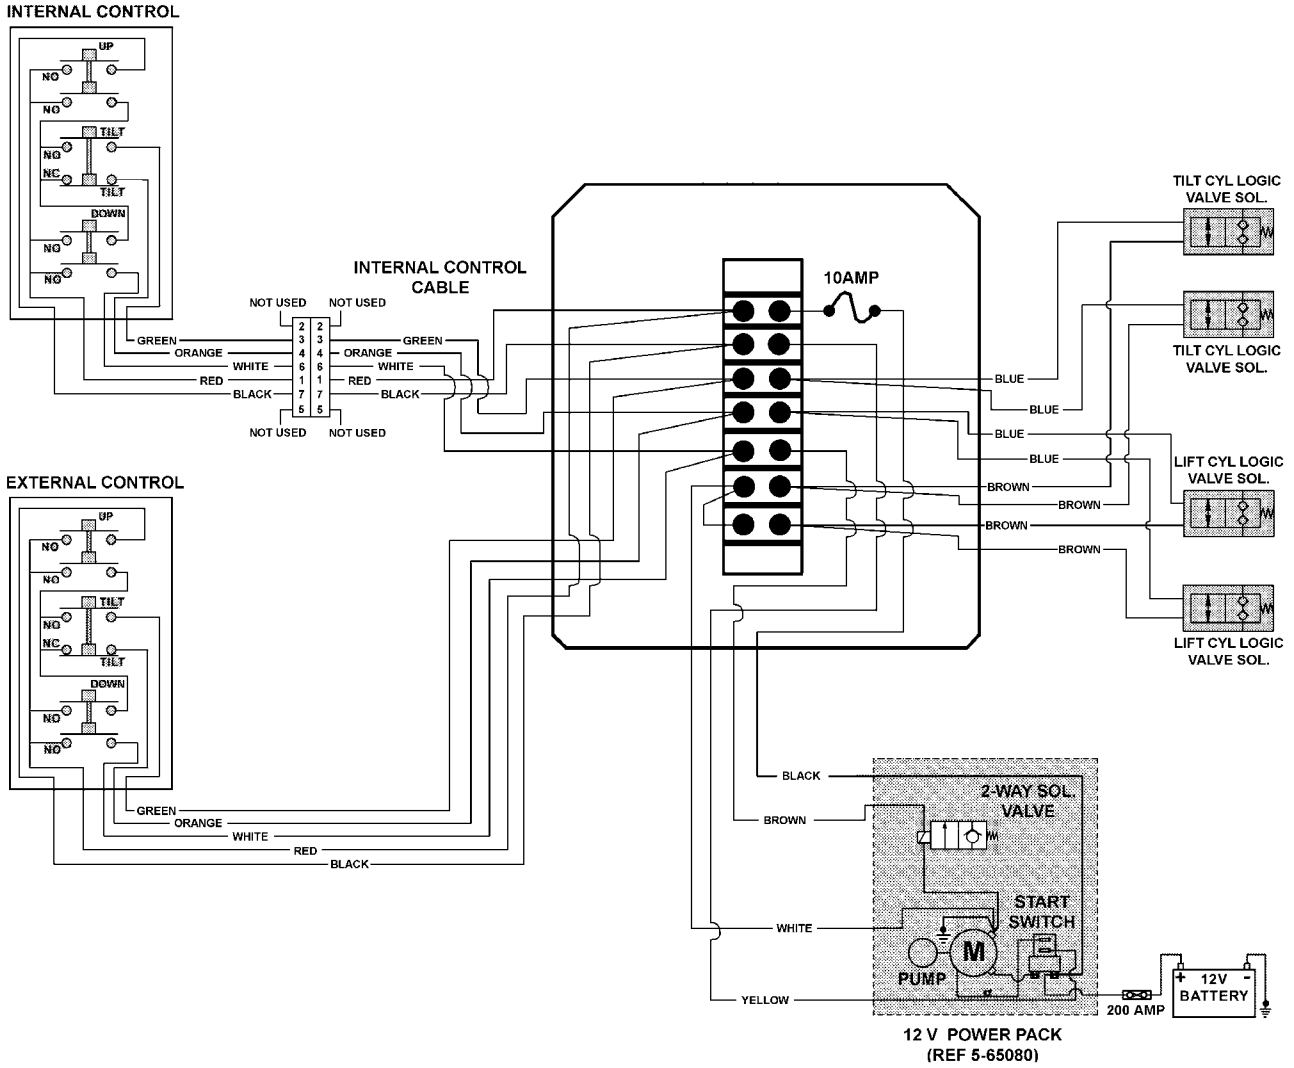 INTERNAL CONTROL
UP
NO
NO
TILT
NO
NC
TILT
DOWN
NO
NO
INTERNAL CONTROL
CABLE
NOT USED
NOT USED
2 2
GREEN 3 3 GREEN
ORANGE 4 4 ORANGE
WHITE 6 6 WHITE
RED 1 1 RED
BLACK 7 7 BLACK
5 5
NOT USED
NOT USED
10AMP
TILT CYL LOGIC
VALVE SOL.
TILT CYL LOGIC
VALVE SOL.
BLUE
BLUE
BLUE
BLUE
BROWN
BROWN
BROWN
BROWN
LIFT CYL LOGIC
VALVE SOL.
LIFT CYL LOGIC
VALVE SOL.
EXTERNAL CONTROL
UP
NO
NO
TILT
NO
NC
TILT
DOWN
NO
NO
GREEN
ORANGE
WHITE
RED
BLACK
BLACK
BROWN
WHITE
YELLOW
2-WAY SOL.
VALVE
START
SWITCH
M
PUMP
12 V POWER PACK
(REF 5-65080)
200 AMP
+ 12V -
BATTERY